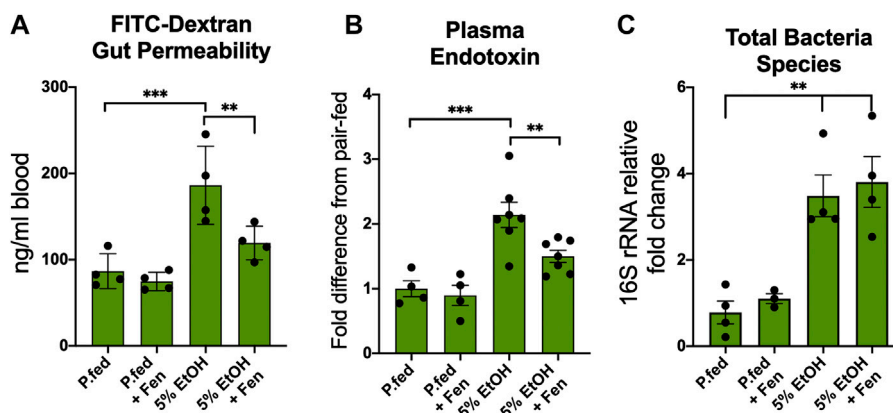 A
FITC-Dextran
Gut Permeability
300
200
100
0
ng/ml blood
***
**
P.fed
P.fed
+ Fen
5% EtOH
5% EtOH
+ Fen
B
Plasma
Endotoxin
4
3
2
1
0
Fold difference from pair-fed
***
**
P.fed
P.fed
+ Fen
5% EtOH
5% EtOH
+ Fen
C
Total Bacteria
Species
6
4
2
0
16S rRNA relative
fold change
**
P.fed
P.fed
+ Fen
5% EtOH
5% EtOH
+ Fen